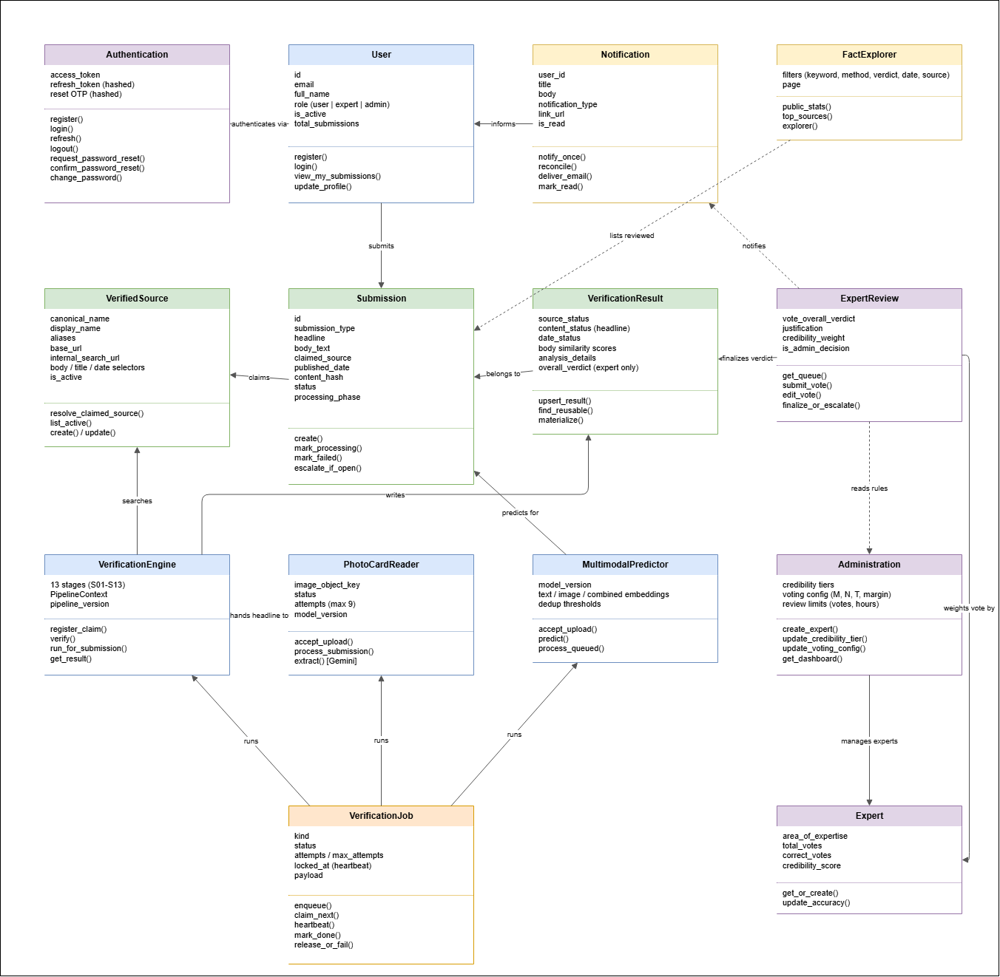 Authentication
access_token
refresh_token (hashed)
reset OTP (hashed)
register()
login()
refresh()
logout()
request_password_reset()
confirm_password_reset()
change_password()
authenticates via
User
id
email
full_name
role (user | expert | admin)
is_active
total_submissions
register()
login()
view_my_submissions()
update_profile()
informs
Notification
user_id
title
body
notification_type
link_url
is_read
notify_once()
reconcile()
deliver_email()
mark_read()
FactExplorer
filters (keyword, method, verdict, date, source)
page
public_stats()
top_sources()
explorer()
submits
lists reviewed
notifies
VerifiedSource
canonical_name
display_name
aliases
base_url
internal_search_url
body / title / date selectors
is_active
resolve_claimed_source()
list_active()
create() / update()
claims
Submission
id
submission_type
headline
body_text
claimed_source
published_date
content_hash
status
processing_phase
create()
mark_processing()
mark_failed()
escalate_if_open()
belongs to
VerificationResult
source_status
content_status (headline)
date_status
body similarity scores
analysis_details
overall_verdict (expert only)
upsert_result()
find_reusable()
materialize()
finalizes verdict
ExpertReview
vote_overall_verdict
justification
credibility_weight
is_admin_decision
get_queue()
submit_vote()
edit_vote()
finalize_or_escalate()
searches
writes
predicts for
reads rules
VerificationEngine
13 stages (S01-S13)
PipelineContext
pipeline_version
register_claim()
verify()
run_for_submission()
get_result()
hands headline to
PhotoCardReader
image_object_key
status
attempts (max 9)
model_version
accept_upload()
process_submission()
extract() [Gemini]
MultimodalPredictor
model_version
text / image / combined embeddings
dedup thresholds
accept_upload()
predict()
process_queued()
Administration
credibility tiers
voting config (M, N, T, margin)
review limits (votes, hours)
create_expert()
update_credibility_tier()
update_voting_config()
get_dashboard()
weights vote by
runs
runs
runs
manages experts
VerificationJob
kind
status
attempts / max_attempts
locked_at (heartbeat)
payload
enqueue()
claim_next()
heartbeat()
mark_done()
release_or_fail()
Expert
area_of_expertise
total_votes
correct_votes
credibility_score
get_or_create()
update_accuracy()